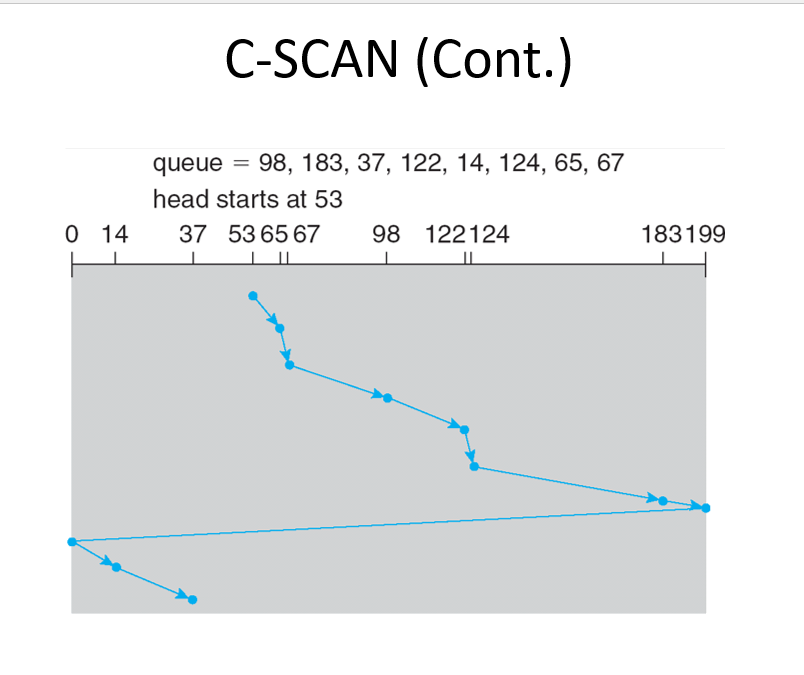 C-SCAN (Cont.)
queue = 98, 183, 37, 122, 14, 124, 65, 67
head starts at 53
0 14 37 53 65 67 98 122 124 183 199